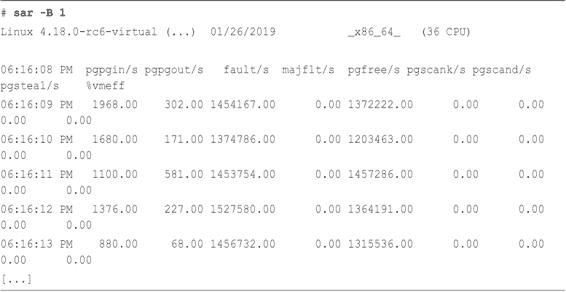 # sar -B 1
Linux 4.18.0-rc6-virtual (...) 01/26/2019 _x86_64_ (36 CPU)
06:16:08 PM pgpgin/s pgpgout/s fault/s majflt/s pgfree/s pgscank/s pgscand/s
pgsteal/s %vmeff
06:16:09 PM 1968.00 302.00 1454167.00 0.00 1372222.00 0.00 0.00
0.00 0.00
06:16:10 PM 1680.00 171.00 1374786.00 0.00 1203463.00 0.00 0.00
0.00 0.00
06:16:11 PM 1100.00 581.00 1453754.00 0.00 1457286.00 0.00 0.00
0.00 0.00
06:16:12 PM 1376.00 227.00 1527580.00 0.00 1364191.00 0.00 0.00
0.00 0.00
06:16:13 PM 880.00 68.00 1456732.00 0.00 1315536.00 0.00 0.00
0.00 0.00
[...]